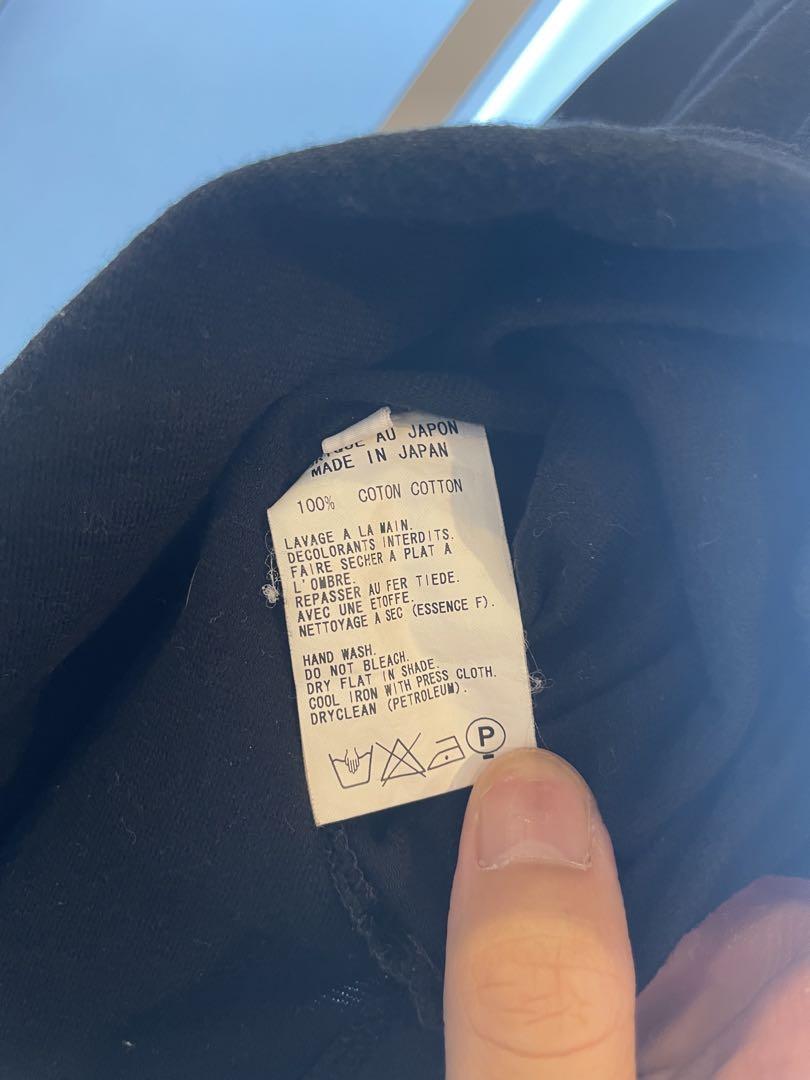 AU JAPON
MADE IN JAPAN
100% COTON COTTON
LAVAGE A LA MAIN.
DECOLORANTS INTERDITS.
FAIRE SECHER A PLAT A
L'OMBRE.
REPASSER AU FER TIEDE.
AVEC UNE ETOFFE.
NETTOYAGE A SEC (ESSENCE F).
HAND WASH.
DO NOT BLEACH.
DRY FLAT IN SHADE.
COOL IRON WITH PRESS CLOTH.
DRYCLEAN (PETROLEUM).
P